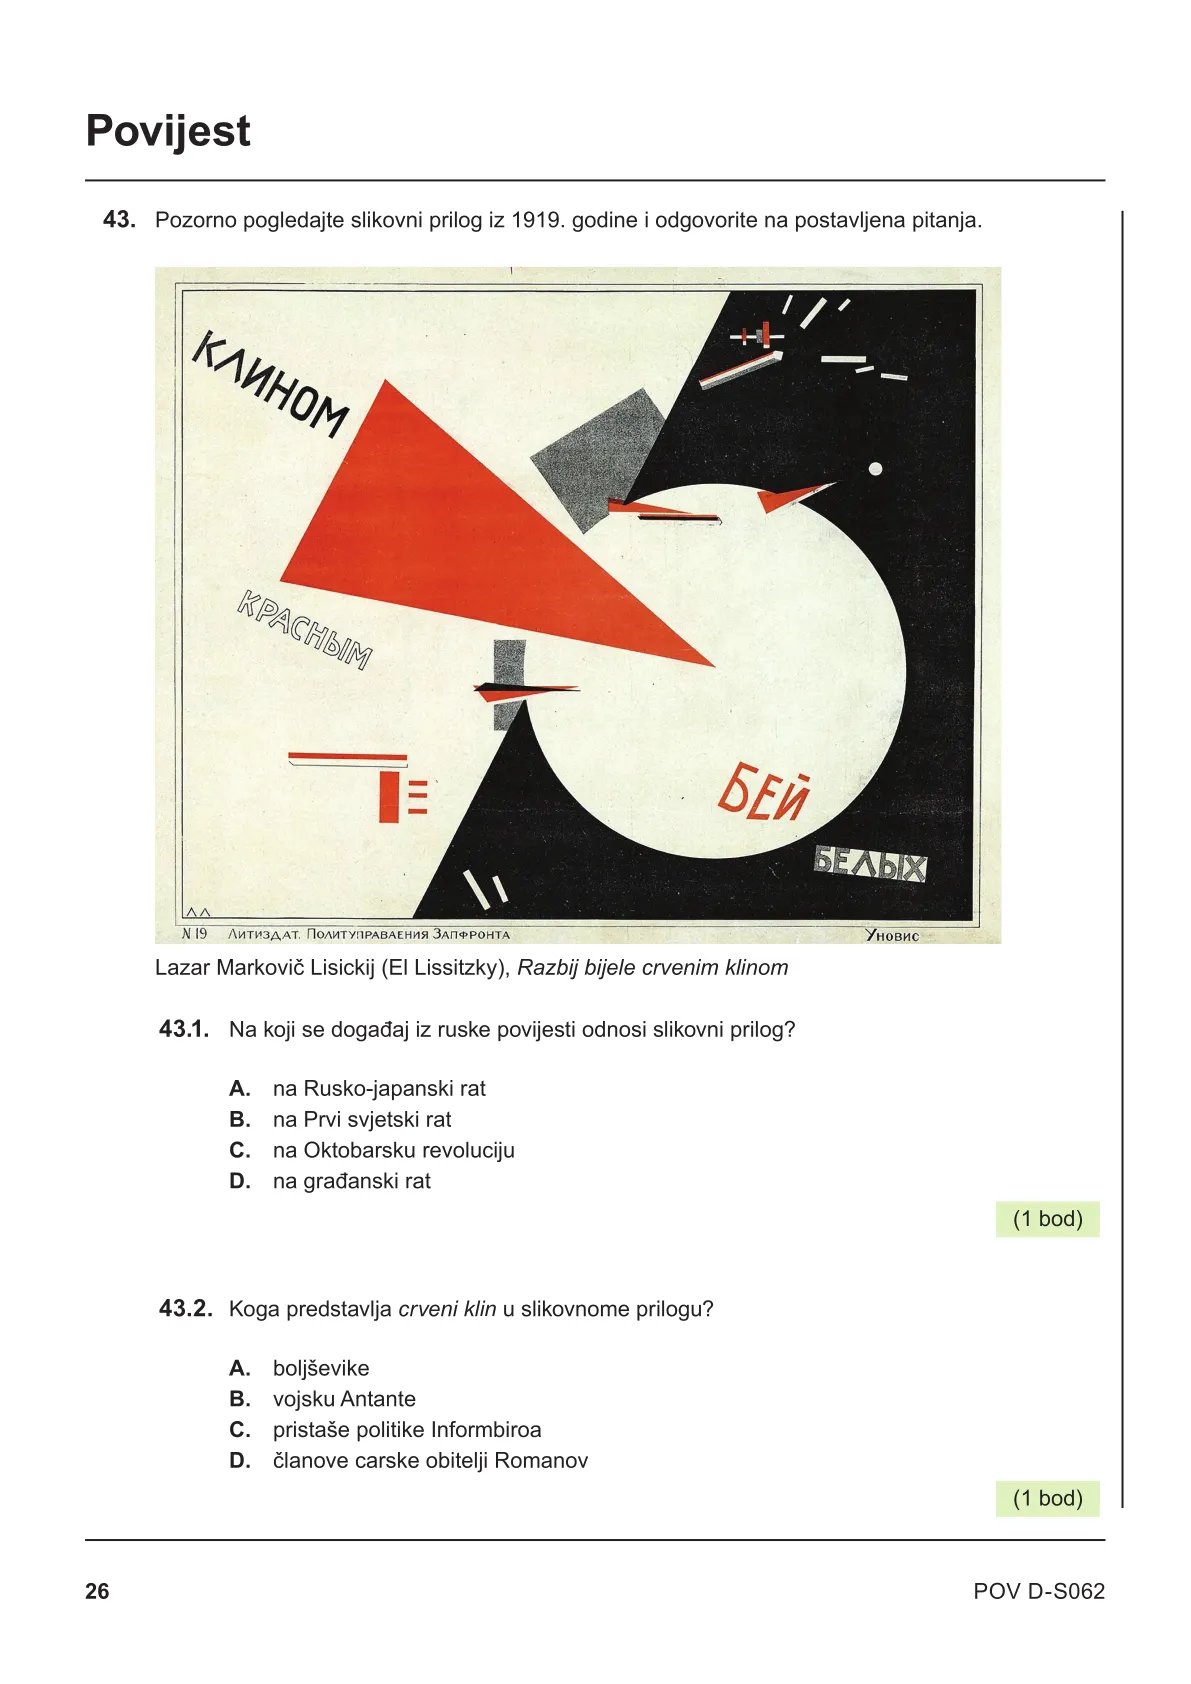 Povijest
43. Pozorno pogledajte slikovni prilog iz 1919. godine i odgovorite na postavljena pitanja.
КЛИНОМ
КРАСНЫМ
БЕЙ
БЕЛЫХ
ЛЛ
N 19 ЛИТИЗДАТ. ПОЛИТУПРАВЛЕНИЯ ЗАПФРОНТА УНОВИС
Lazar Markovič Lisickij (El Lissitzky), Razbij bijele crvenim klinom
43.1. Na koji se događaj iz ruske povijesti odnosi slikovni prilog?
A. na Rusko-japanski rat
B. na Prvi svjetski rat
C. na Oktobarsku revoluciju
D. na građanski rat
(1 bod)
43.2. Koga predstavlja crveni klin u slikovnome prilogu?
A. boljševike
B. vojsku Antante
C. pristaše politike Informbiroa
D. članove carske obitelji Romanov
(1 bod)
26 POV D-S062